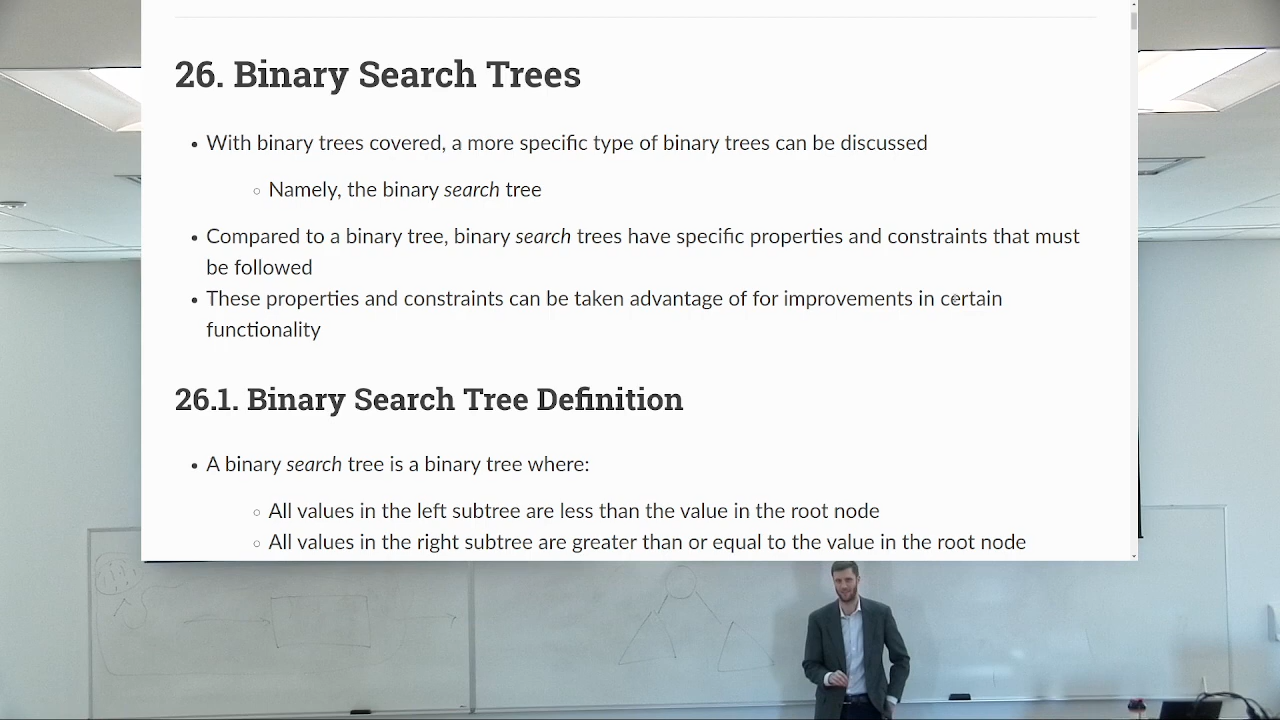 26. Binary Search Trees
• With binary trees covered, a more specific type of binary trees can be discussed
◦ Namely, the binary search tree
• Compared to a binary tree, binary search trees have specific properties and constraints that must
be followed
• These properties and constraints can be taken advantage of for improvements in certain
functionality
26.1. Binary Search Tree Definition
• A binary search tree is a binary tree where:
◦ All values in the left subtree are less than the value in the root node
◦ All values in the right subtree are greater than or equal to the value in the root node